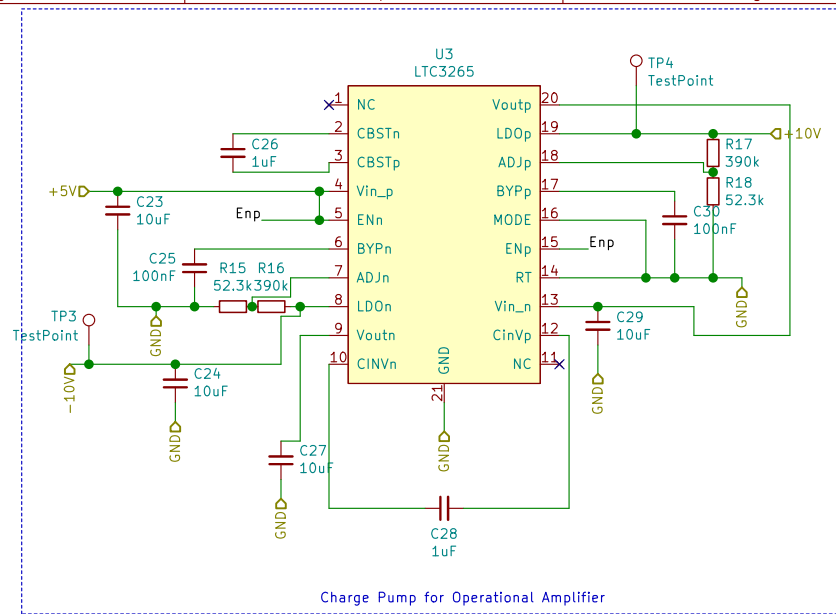 U3
LTC3265
TP4
TestPoint
1 NC
Voutp 20
2 CBSTn
LDOp 19
+10V
C26
1uF
3 CBSTp
ADJp 18
R17
390k
+5V
4 Vin_p
BYPp 17
R18
52.3k
C23
10uF
Enp
5 ENn
MODE 16
C30
100nF
6 BYPn
ENp 15
Enp
C25
100nF
R15 R16
52.3k390k
7 ADJn
RT 14
TP3
TestPoint
8 LDOn
Vin_n 13
GND
GND
9 Voutn
CinVp 12
C29
10uF
10 CINVn
GND
NC 11
-10V
C24
10uF
21
GND
GND
GND
C27
10uF
GND
C28
1uF
Charge Pump for Operational Amplifier